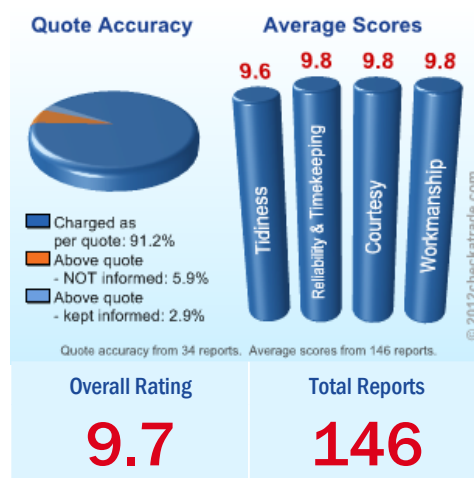 Quote Accuracy
Average Scores
9.6
9.8
9.8
9.8
Tidiness
Reliability & Timekeeping
Courtesy
Workmanship
Charged as
per quote: 91.2%
Above quote
- NOT informed: 5.9%
Above quote
- kept informed: 2.9%
© 2012checkatrade.com
Quote accuracy from 34 reports. Average scores from 146 reports.
Overall Rating
9.7
Total Reports
146